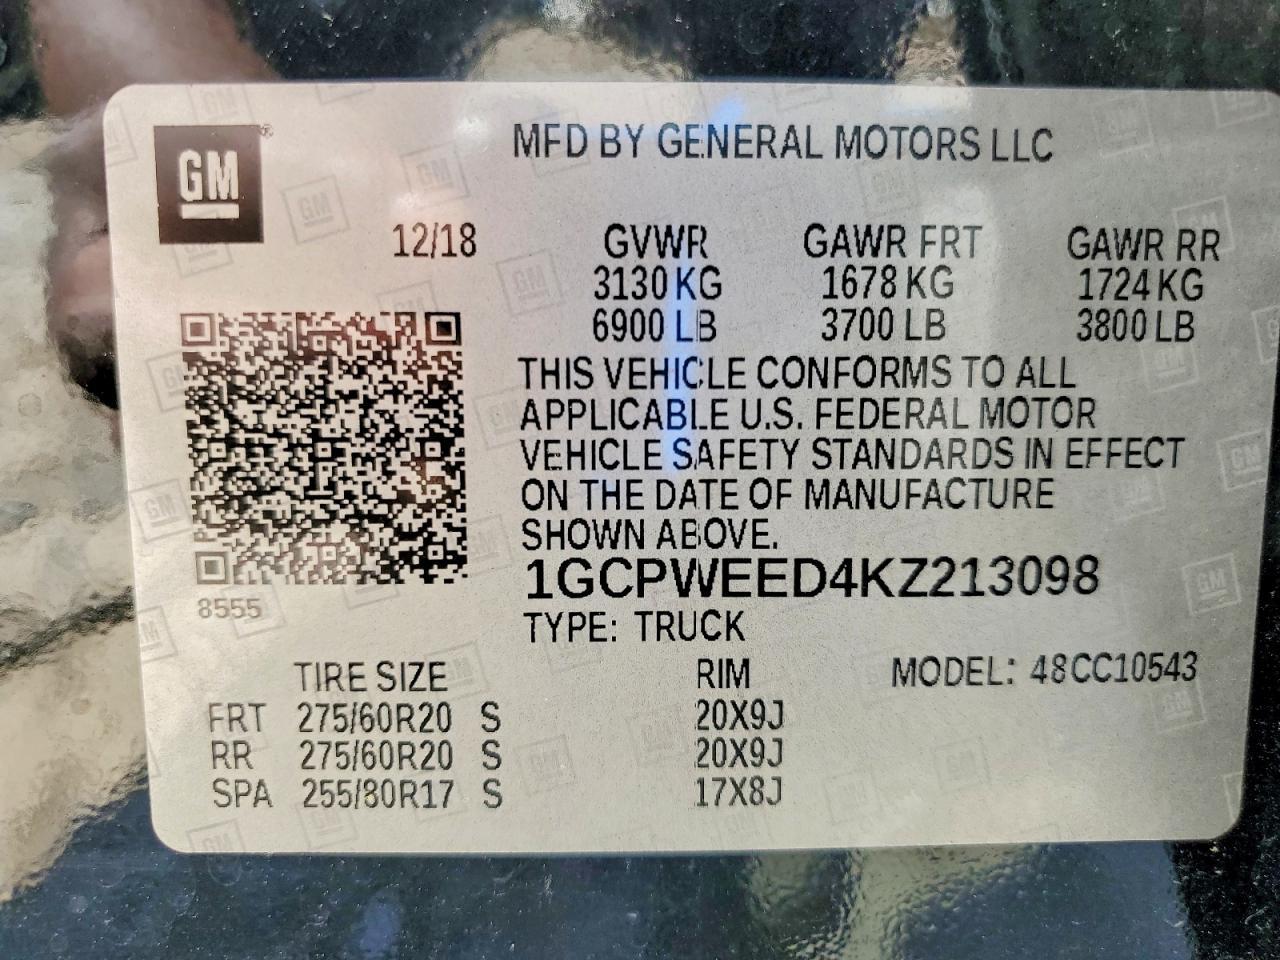 GM
MFD BY GENERAL MOTORS LLC
12/18 GVWR GAWR FRT GAWR RR
3130 KG 1678 KG 1724 KG
6900 LB 3700 LB 3800 LB
THIS VEHICLE CONFORMS TO ALL
APPLICABLE U.S. FEDERAL MOTOR
VEHICLE SAFETY STANDARDS IN EFFECT
ON THE DATE OF MANUFACTURE
SHOWN ABOVE.
1GCPWEED4KZ213098
8555
TYPE: TRUCK
TIRE SIZE RIM MODEL: 48CC10543
FRT 275/60R20 S 20X9J
RR 275/60R20 S 20X9J
SPA 255/80R17 S 17X8J